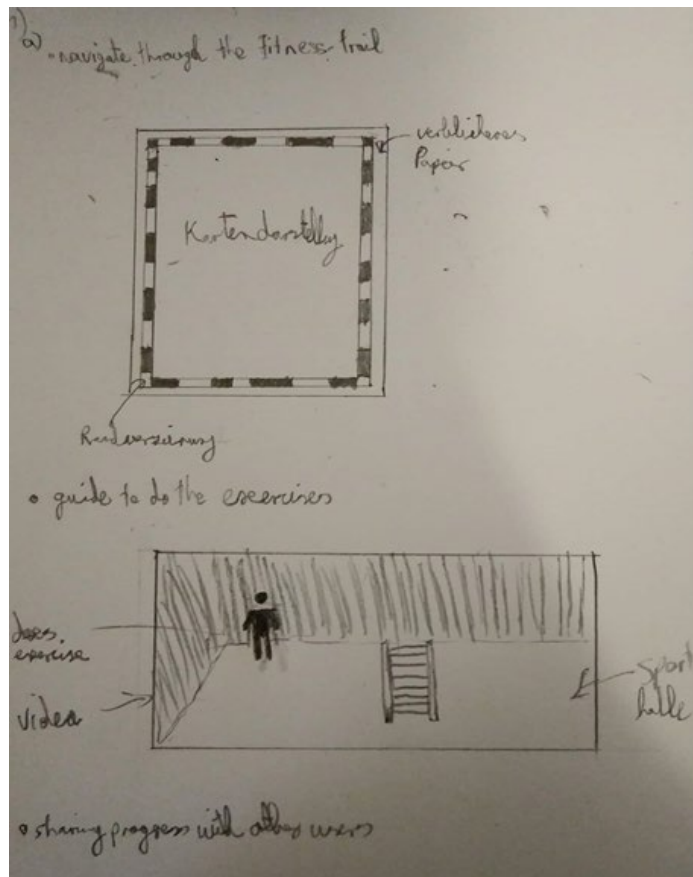 a)
• navigate through the fitness-trail
verblichenes
Papier
Kartendarstellung
Randverzierung
• guide to do the excercises
does
exercise
video
Sport
halle
• sharing progress with other users